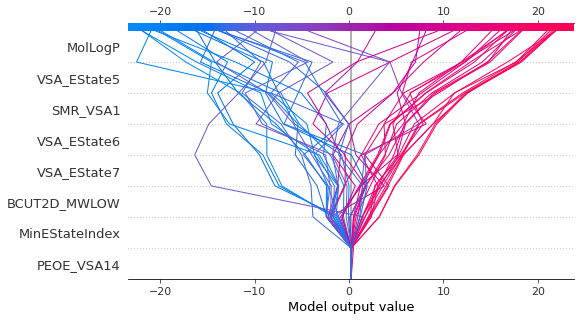 −20 −10 0 10 20
MolLogP
VSA_EState5
SMR_VSA1
VSA_EState6
VSA_EState7
BCUT2D_MWLOW
MinEStateIndex
PEOE_VSA14
−20 −10 0 10 20
Model output value